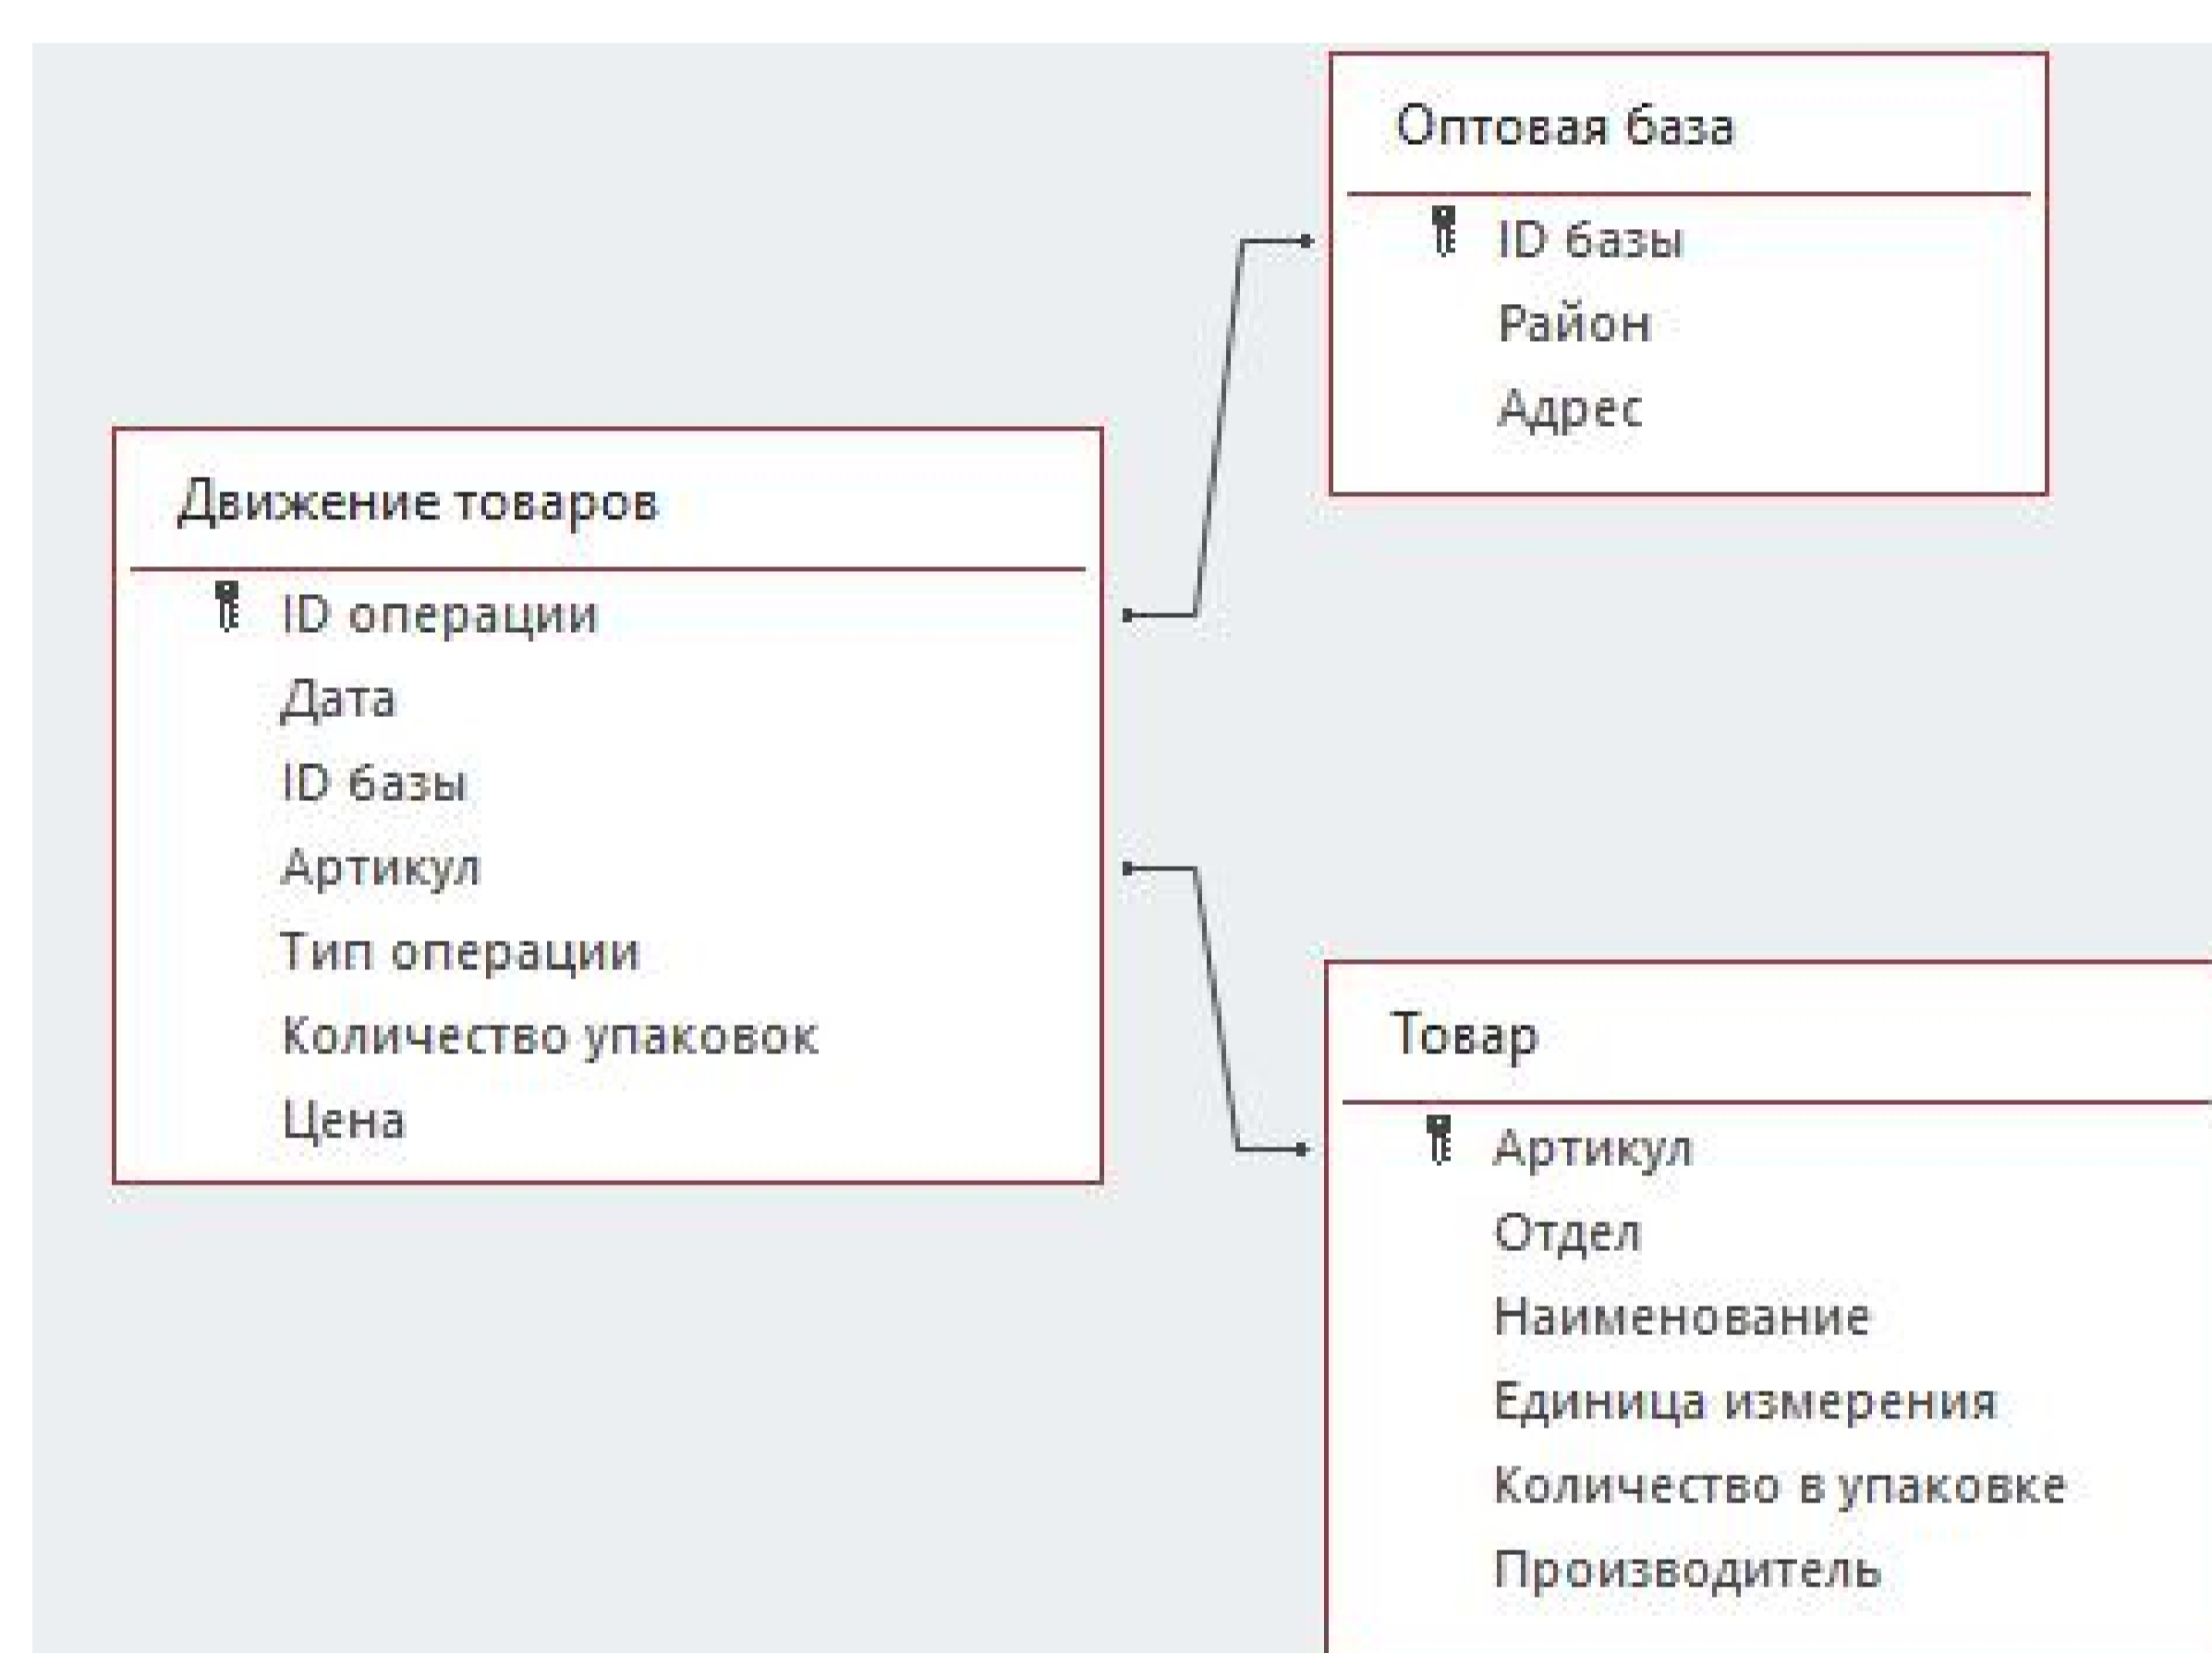 Оптовая база
ID базы
Район
Адрес
Движение товаров
ID операции
Дата
ID базы
Артикул
Тип операции
Количество упаковок
Цена
Товар
Артикул
Отдел
Наименование
Единица измерения
Количество в упаковке
Производитель